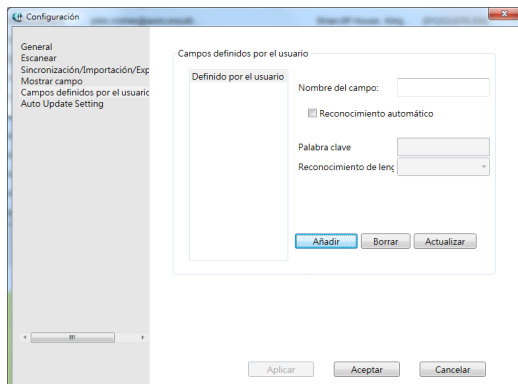 Configuración
General
Escanear
Sincronización/Importación/Exp
Mostrar campo
Campos definidos por el usuario
Auto Update Setting
Campos definidos por el usuario
Definido por el usuario
Nombre del campo:
Reconocimiento automático
Palabra clave
Reconocimiento de leng
Añadir
Borrar
Actualizar
Aplicar
Aceptar
Cancelar